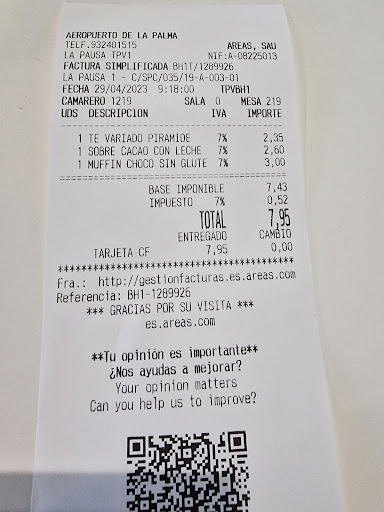 AEROPUERTO DE LA PALMA
TELF.932401515 AREAS, SAU
LA PAUSA TPV1 NIF:A-08225013
FACTURA SIMPLIFICADA BH1T/1289926
LA PAUSA 1 - C/SPC/035/19-A-003-01
FECHA 29/04/2023 9:18:00 TPVBH1
CAMARERO 1219 SALA 0 MESA 219
UDS DESCRIPCION IVA IMPORTE
1 TE VARIADO PIRAMIDE 7% 2,35
1 SOBRE CACAO CON LECHE 7% 2,60
1 MUFFIN CHOCO SIN GLUTE 7% 3,00
BASE IMPONIBLE 7,43
IMPUESTO 7% 0,52
TOTAL 7,95
ENTREGADO CAMBIO
TARJETA CF 7,95 0,00
******************************************
Fra.: http://gestionfacturas.es.areas.com
Referencia: BH1-1289926
*** GRACIAS POR SU VISITA ***
es.areas.com
**Tu opinión es importante**
¿Nos ayudas a mejorar?
Your opinion matters
Can you help us to improve?